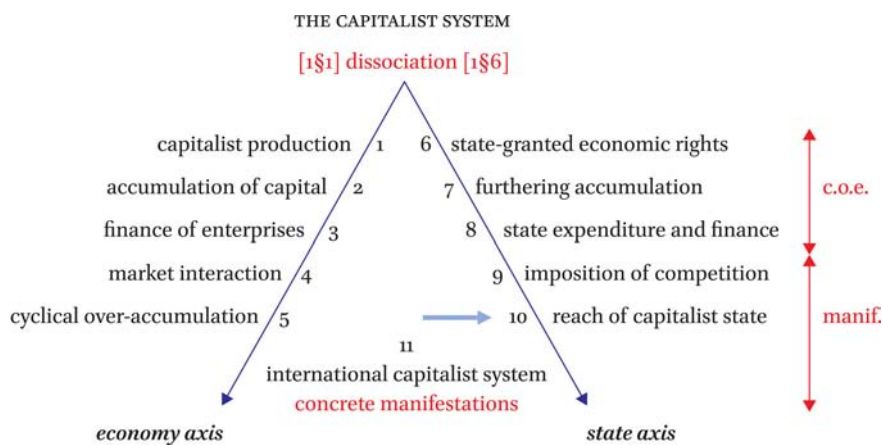 THE CAPITALIST SYSTEM
[1§1] dissociation [1§6]
capitalist production 1 6 state-granted economic rights
accumulation of capital 2 7 furthering accumulation
c.o.e.
finance of enterprises 3 8 state expenditure and finance
market interaction 4 9 imposition of competition
cyclical over-accumulation 5 10 reach of capitalist state manif.
11
international capitalist system
concrete manifestations
economy axis state axis